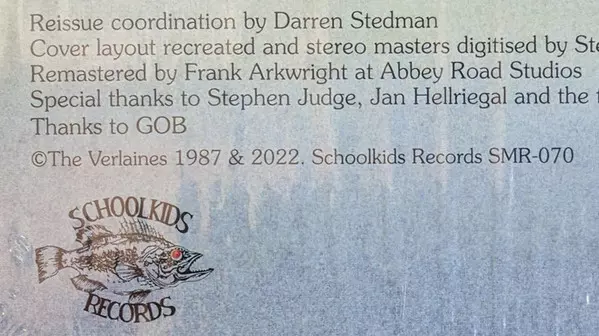 Reissue coordination by Darren Stedman
Cover layout recreated and stereo masters digitised by
Remastered by Frank Arkwright at Abbey Road Studios
Special thanks to Stephen Judge, Jan Hellriegal and the
Thanks to GOB
©The Verlaines 1987 & 2022. Schoolkids Records SMR-070
SCHOOLKIDS
RECORDS